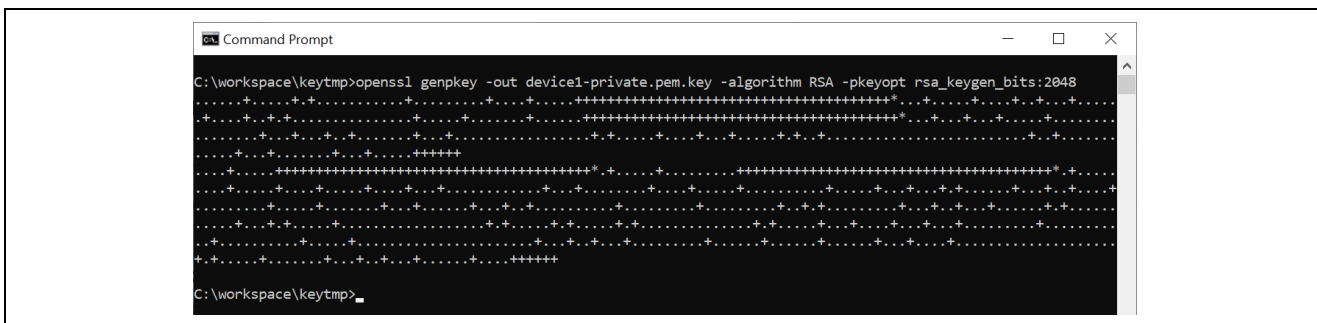 Command Prompt
C:\workspace\keytmp>openssl genpkey -out device1-private.pem.key -algorithm RSA -pkeyopt rsa_keygen_bits:2048
C:\workspace\keytmp>